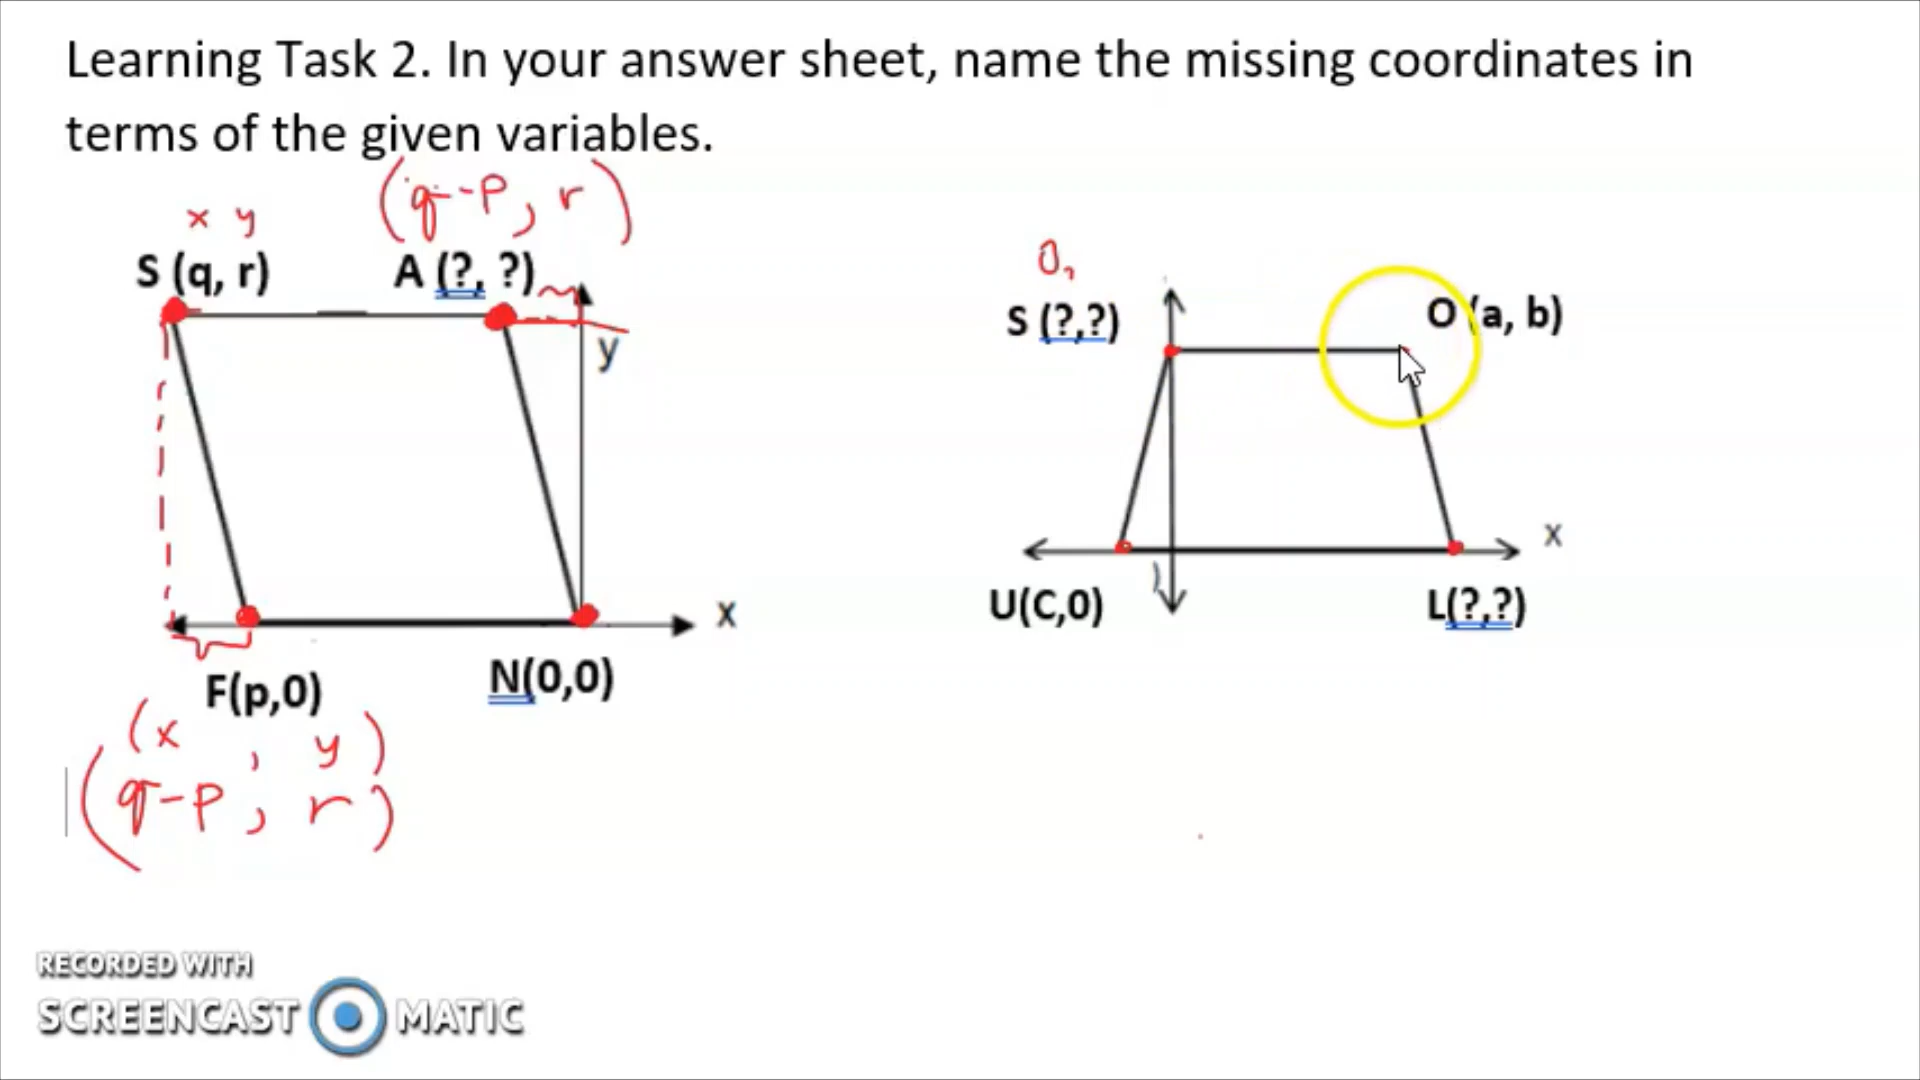 Learning Task 2. In your answer sheet, name the missing coordinates in
terms of the given variables.
(q-p, r)
x y
S (q, r)
A (?, ?)
y
x
F(p,0)
N(0,0)
(x , y)
(q-p, r)
0,
S (?,?)
O (a, b)
x
U(C,0)
L(?,?)
RECORDED WITH
SCREENCAST MATIC